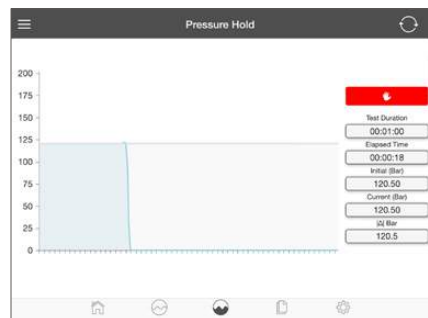 Pressure Hold
200
175
150
125
100
75
50
25
0
Test Duration
00:01:00
Elapsed Time
00:00:18
Initial (Bar)
120.50
Current (Bar)
120.50
|Δ| Bar
120.5